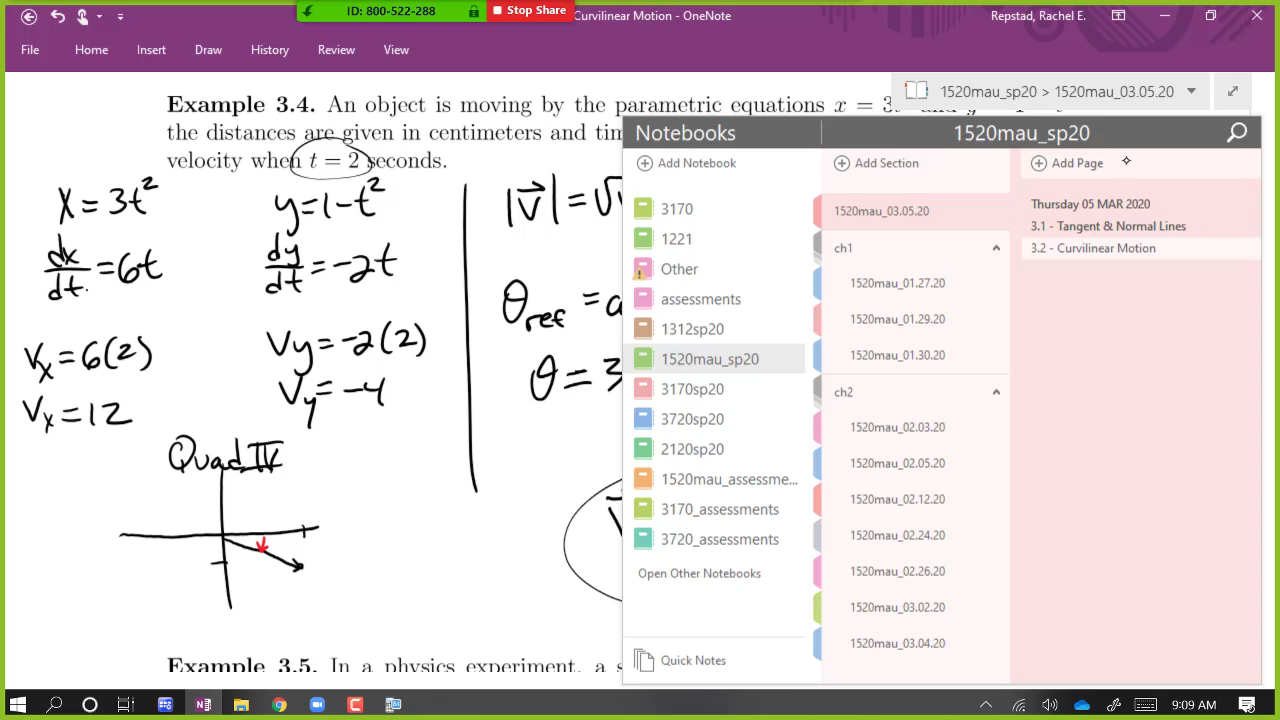 ID: 800-522-288
Stop Share
Curvilinear Motion - OneNote
Repstad, Rachel E.
File Home Insert Draw History Review View
1520mau_sp20 > 1520mau_03.05.20
Example 3.4. An object is moving by the parametric equations x = 3
the distances are given in centimeters and tim
velocity when t = 2 seconds.
x = 3t² y = 1 - t²
dx/dt = 6t dy/dt = -2t
Vx = 6(2) Vy = -2(2)
Vx = 12 Vy = -4
Quad IV
|V| = √
θref = a
θ = 3
V
Example 3.5. In a physics experiment, a s
Notebooks
1520mau_sp20
Add Notebook
3170
1221
Other
assessments
1312sp20
1520mau_sp20
3170sp20
3720sp20
2120sp20
1520mau_assessme...
3170_assessments
3720_assessments
Open Other Notebooks
Quick Notes
Add Section
1520mau_03.05.20
ch1
1520mau_01.27.20
1520mau_01.29.20
1520mau_01.30.20
ch2
1520mau_02.03.20
1520mau_02.05.20
1520mau_02.12.20
1520mau_02.24.20
1520mau_02.26.20
1520mau_03.02.20
1520mau_03.04.20
Add Page
Thursday 05 MAR 2020
3.1 - Tangent & Normal Lines
3.2 - Curvilinear Motion
9:09 AM